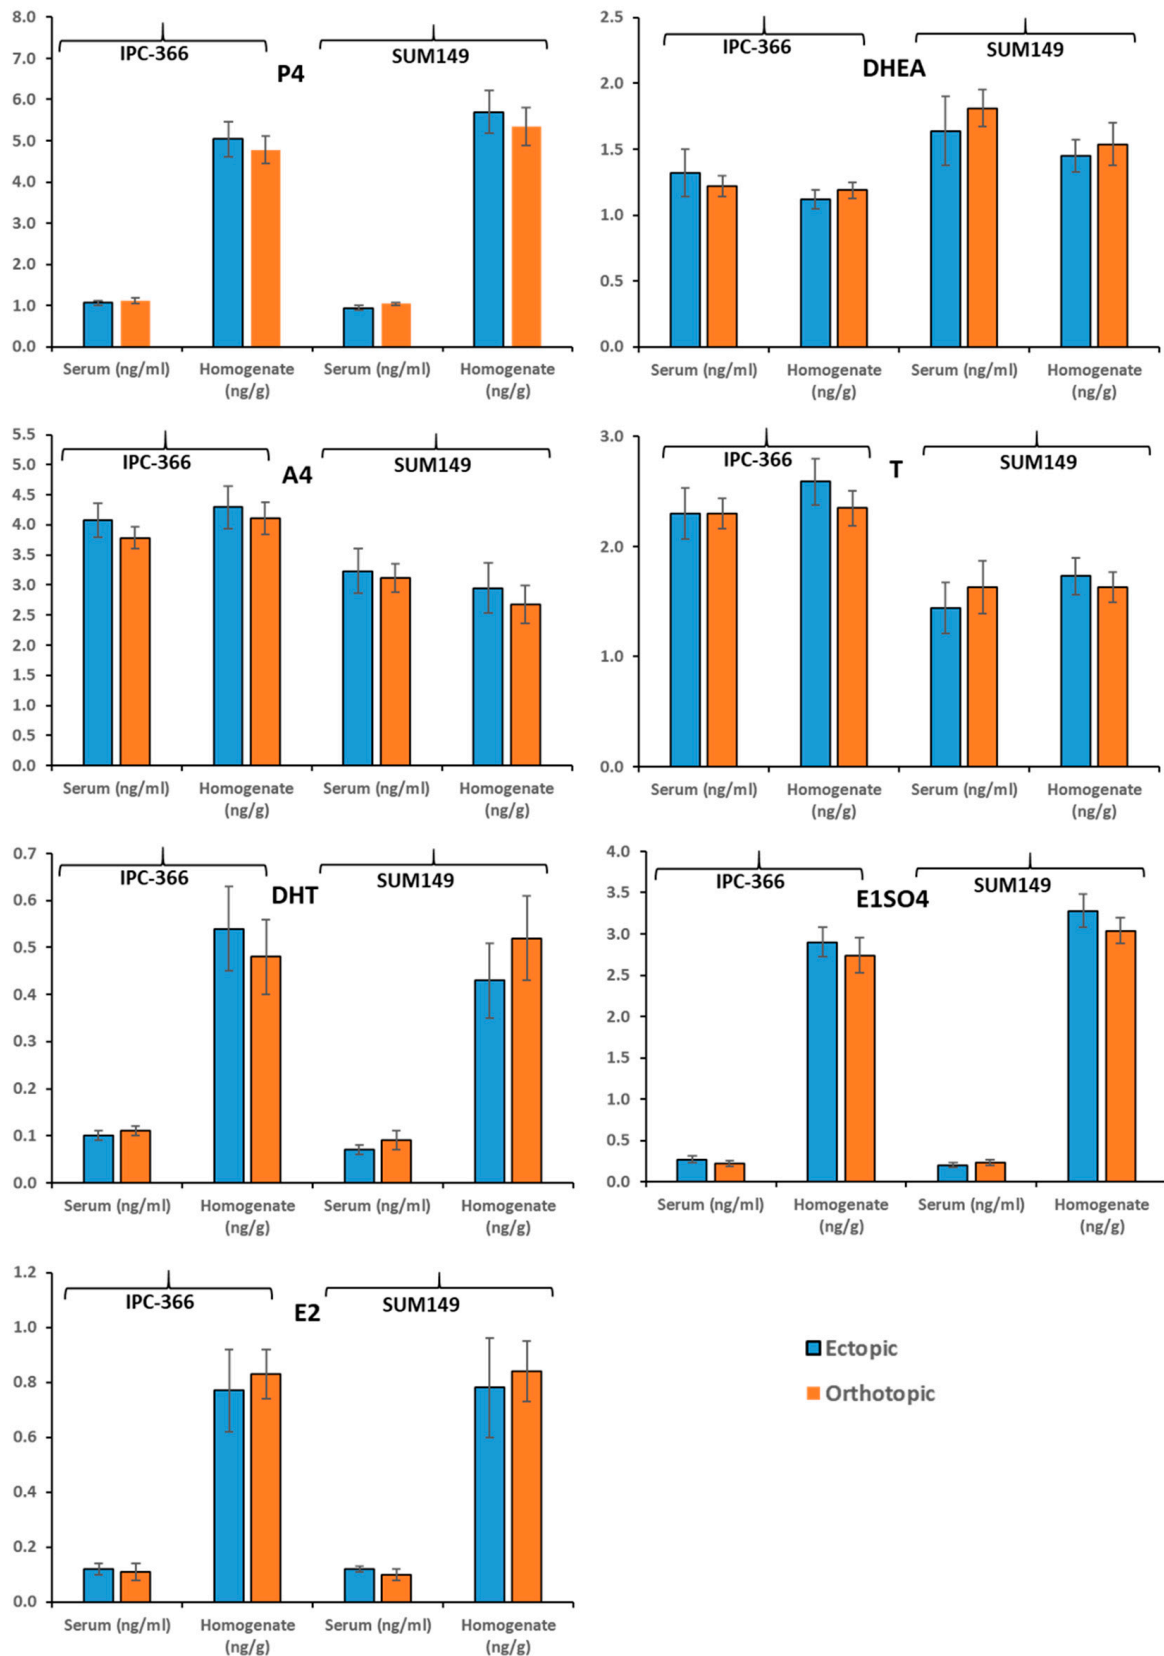 8.0
7.0
6.0
5.0
4.0
3.0
2.0
1.0
0.0
IPC-366
P4
SUM149
Serum (ng/ml)
Homogenate
(ng/g)
Serum (ng/ml)
Homogenate
(ng/g)
2.5
2.0
1.5
1.0
0.5
0.0
IPC-366
DHEA
SUM149
Serum (ng/ml)
Homogenate
(ng/g)
Serum (ng/ml)
Homogenate
(ng/g)
5.5
5.0
4.5
4.0
3.5
3.0
2.5
2.0
1.5
1.0
0.5
0.0
IPC-366
A4
SUM149
Serum (ng/ml)
Homogenate
(ng/g)
Serum (ng/ml)
Homogenate
(ng/g)
3.0
2.0
1.0
0.0
IPC-366
T
SUM149
Serum (ng/ml)
Homogenate
(ng/g)
Serum (ng/ml)
Homogenate
(ng/g)
0.7
0.6
0.5
0.4
0.3
0.2
0.1
0.0
IPC-366
DHT
SUM149
Serum (ng/ml)
Homogenate
(ng/g)
Serum (ng/ml)
Homogenate
(ng/g)
4.0
3.5
3.0
2.5
2.0
1.5
1.0
0.5
0.0
IPC-366
E1SO4
SUM149
Serum (ng/ml)
Homogenate
(ng/g)
Serum (ng/ml)
Homogenate
(ng/g)
1.2
1.0
0.8
0.6
0.4
0.2
0.0
IPC-366
E2
SUM149
Serum (ng/ml)
Homogenate
(ng/g)
Serum (ng/ml)
Homogenate
(ng/g)
Ectopic
Orthotopic